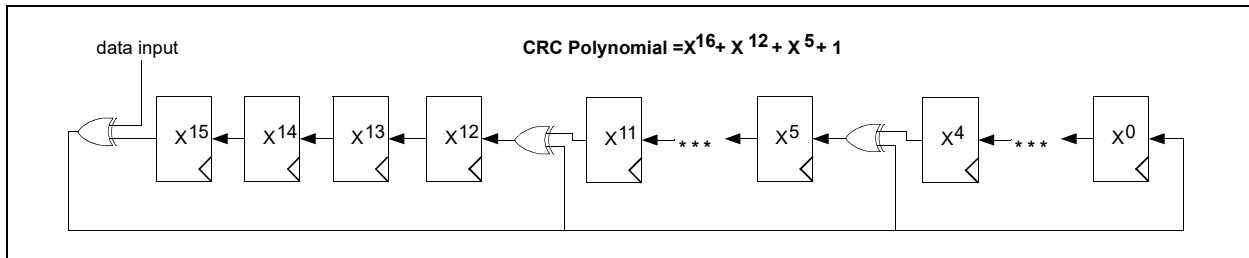 data input
CRC Polynomial =X16+ X 12 + X 5 + 1
X15 X14 X13 X12 X11 *** X5 X4 *** X0